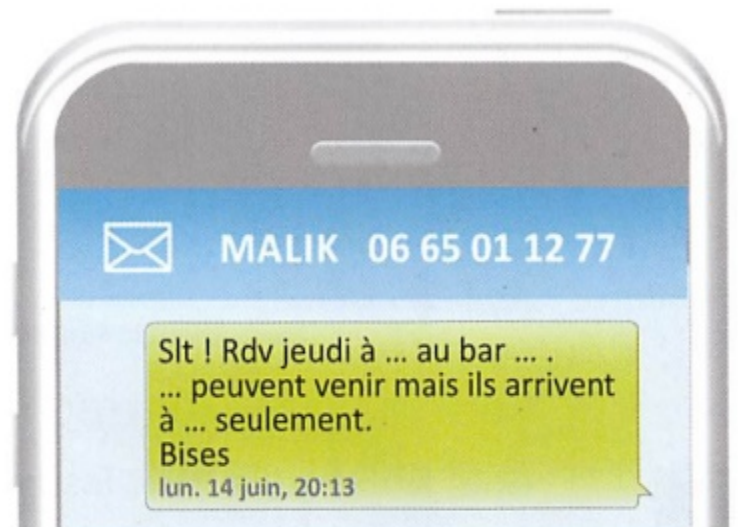 MALIK 06 65 01 12 77
Slt ! Rdv jeudi à ... au bar ... .
... peuvent venir mais ils arrivent
à ... seulement.
Bises
lun. 14 juin, 20:13